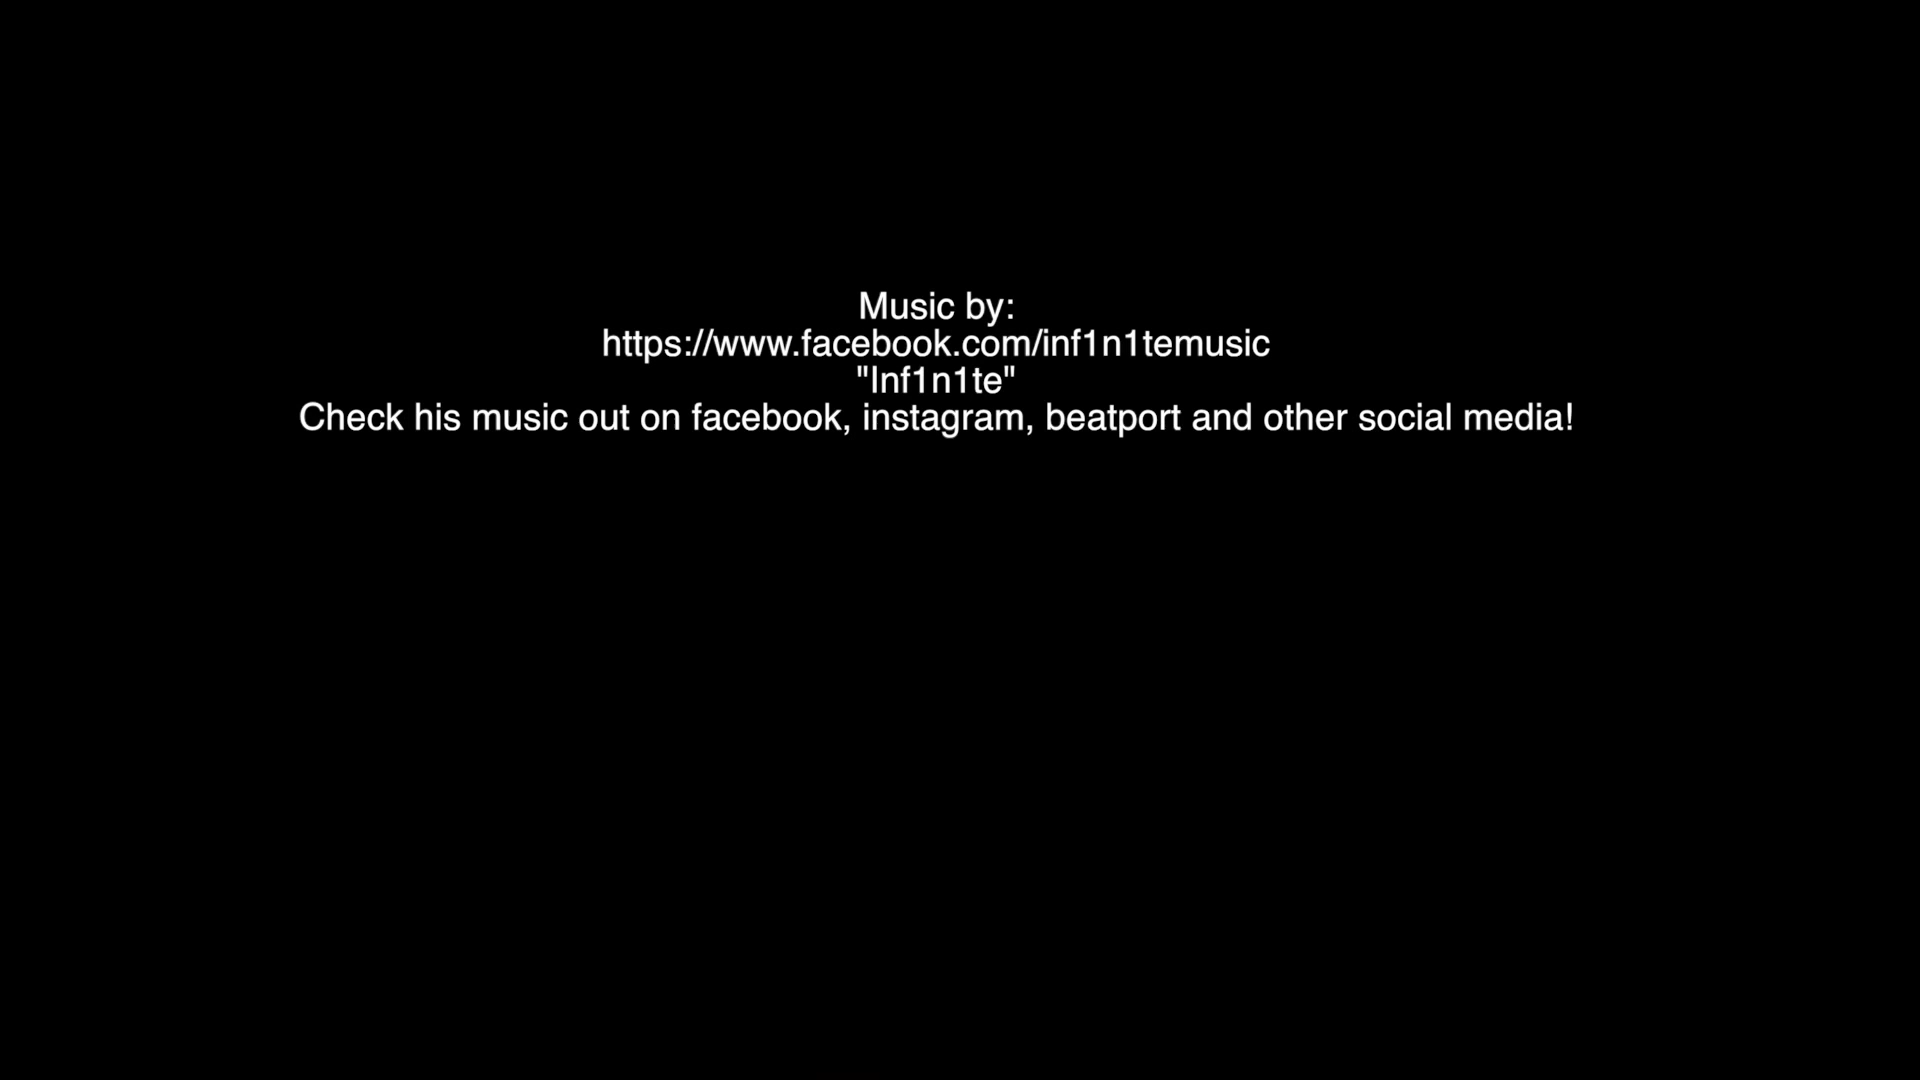 Music by:
https://www.facebook.com/inf1n1temusic
"Inf1n1te"
Check his music out on facebook, instagram, beatport and other social media!